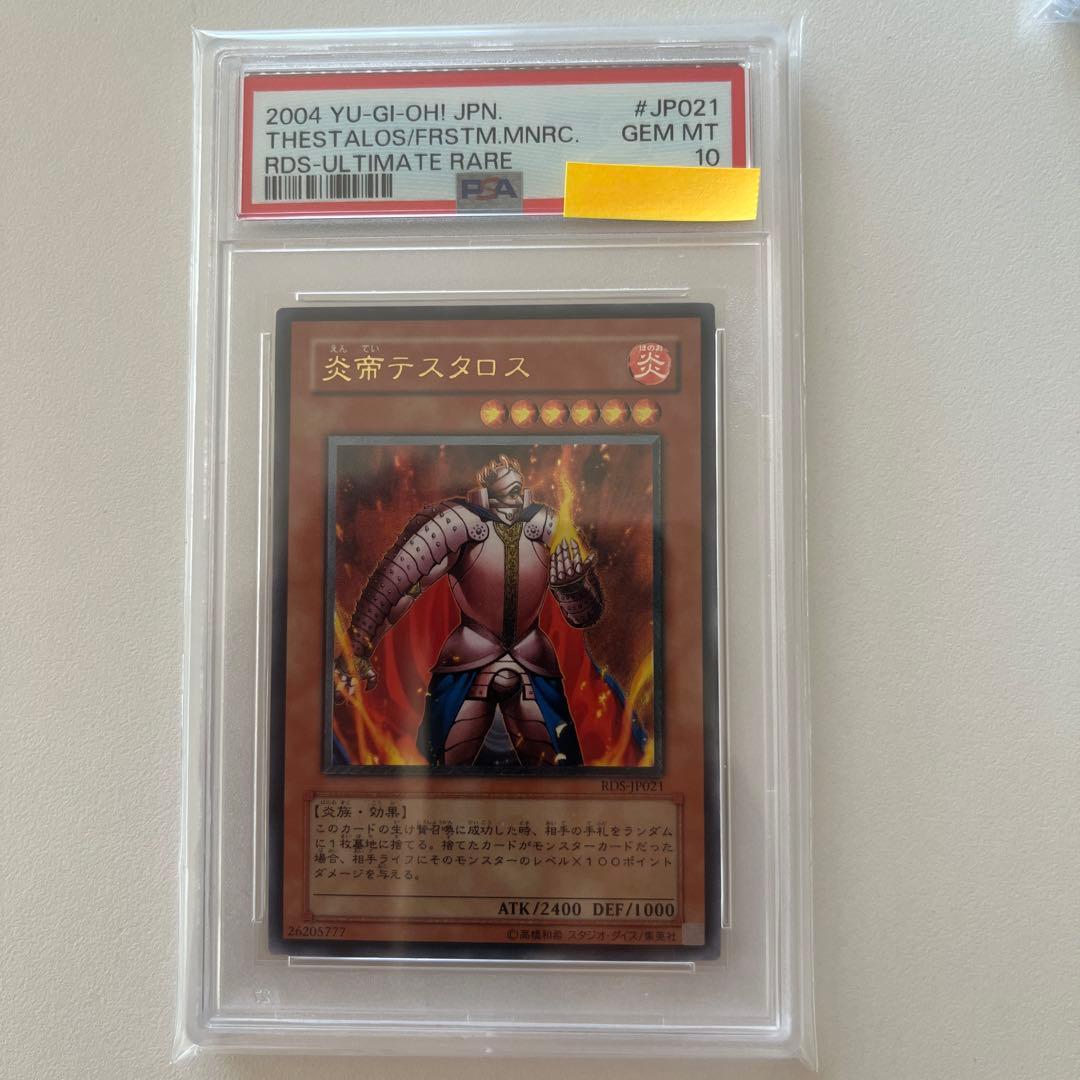 2004 YU-GI-OH! JPN. #JP021
THESTALOS/FRSTM.MNRC. GEM MT
RDS-ULTIMATE RARE 10
PSA
えん てい ほのお
炎帝テスタロス 炎
RDS-JP021
【炎族・効果】
このカードの生け贄召喚に成功した時、相手の手札をランダム
に1枚墓地に捨てる。捨てたカードがモンスターカードだった
場合、相手ライフにそのモンスターのレベル×100ポイント
ダメージを与える。
ATK/2400 DEF/1000
26205777 ©高橋和希 スタジオ・ダイス/集英社